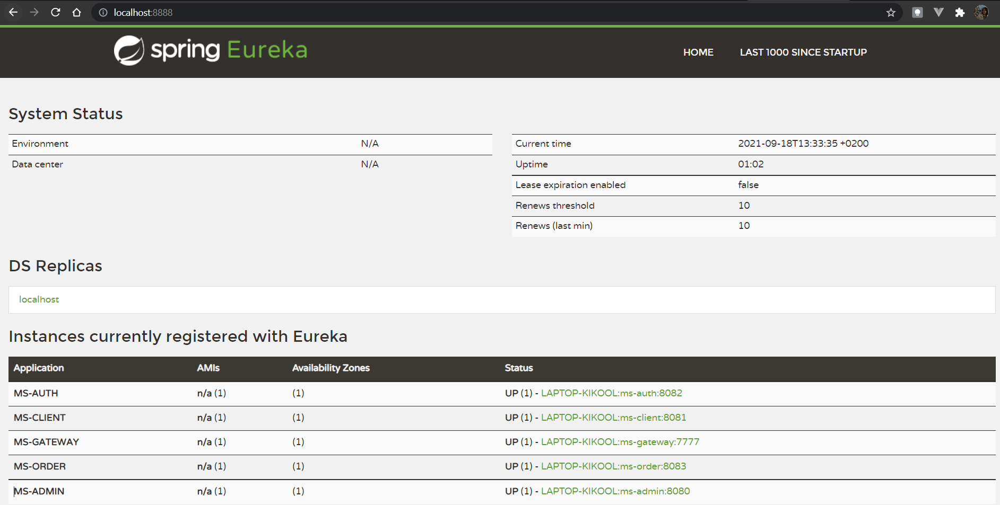 localhost:8888
spring Eureka
HOME LAST 1000 SINCE STARTUP
System Status
Environment N/A
Data center N/A
Current time 2021-09-18T13:33:35 +0200
Uptime 01:02
Lease expiration enabled false
Renews threshold 10
Renews (last min) 10
DS Replicas
localhost
Instances currently registered with Eureka
Application AMIs Availability Zones Status
MS-AUTH n/a (1) (1) UP (1) - LAPTOP-KIKOOL:ms-auth:8082
MS-CLIENT n/a (1) (1) UP (1) - LAPTOP-KIKOOL:ms-client:8081
MS-GATEWAY n/a (1) (1) UP (1) - LAPTOP-KIKOOL:ms-gateway:7777
MS-ORDER n/a (1) (1) UP (1) - LAPTOP-KIKOOL:ms-order:8083
MS-ADMIN n/a (1) (1) UP (1) - LAPTOP-KIKOOL:ms-admin:8080